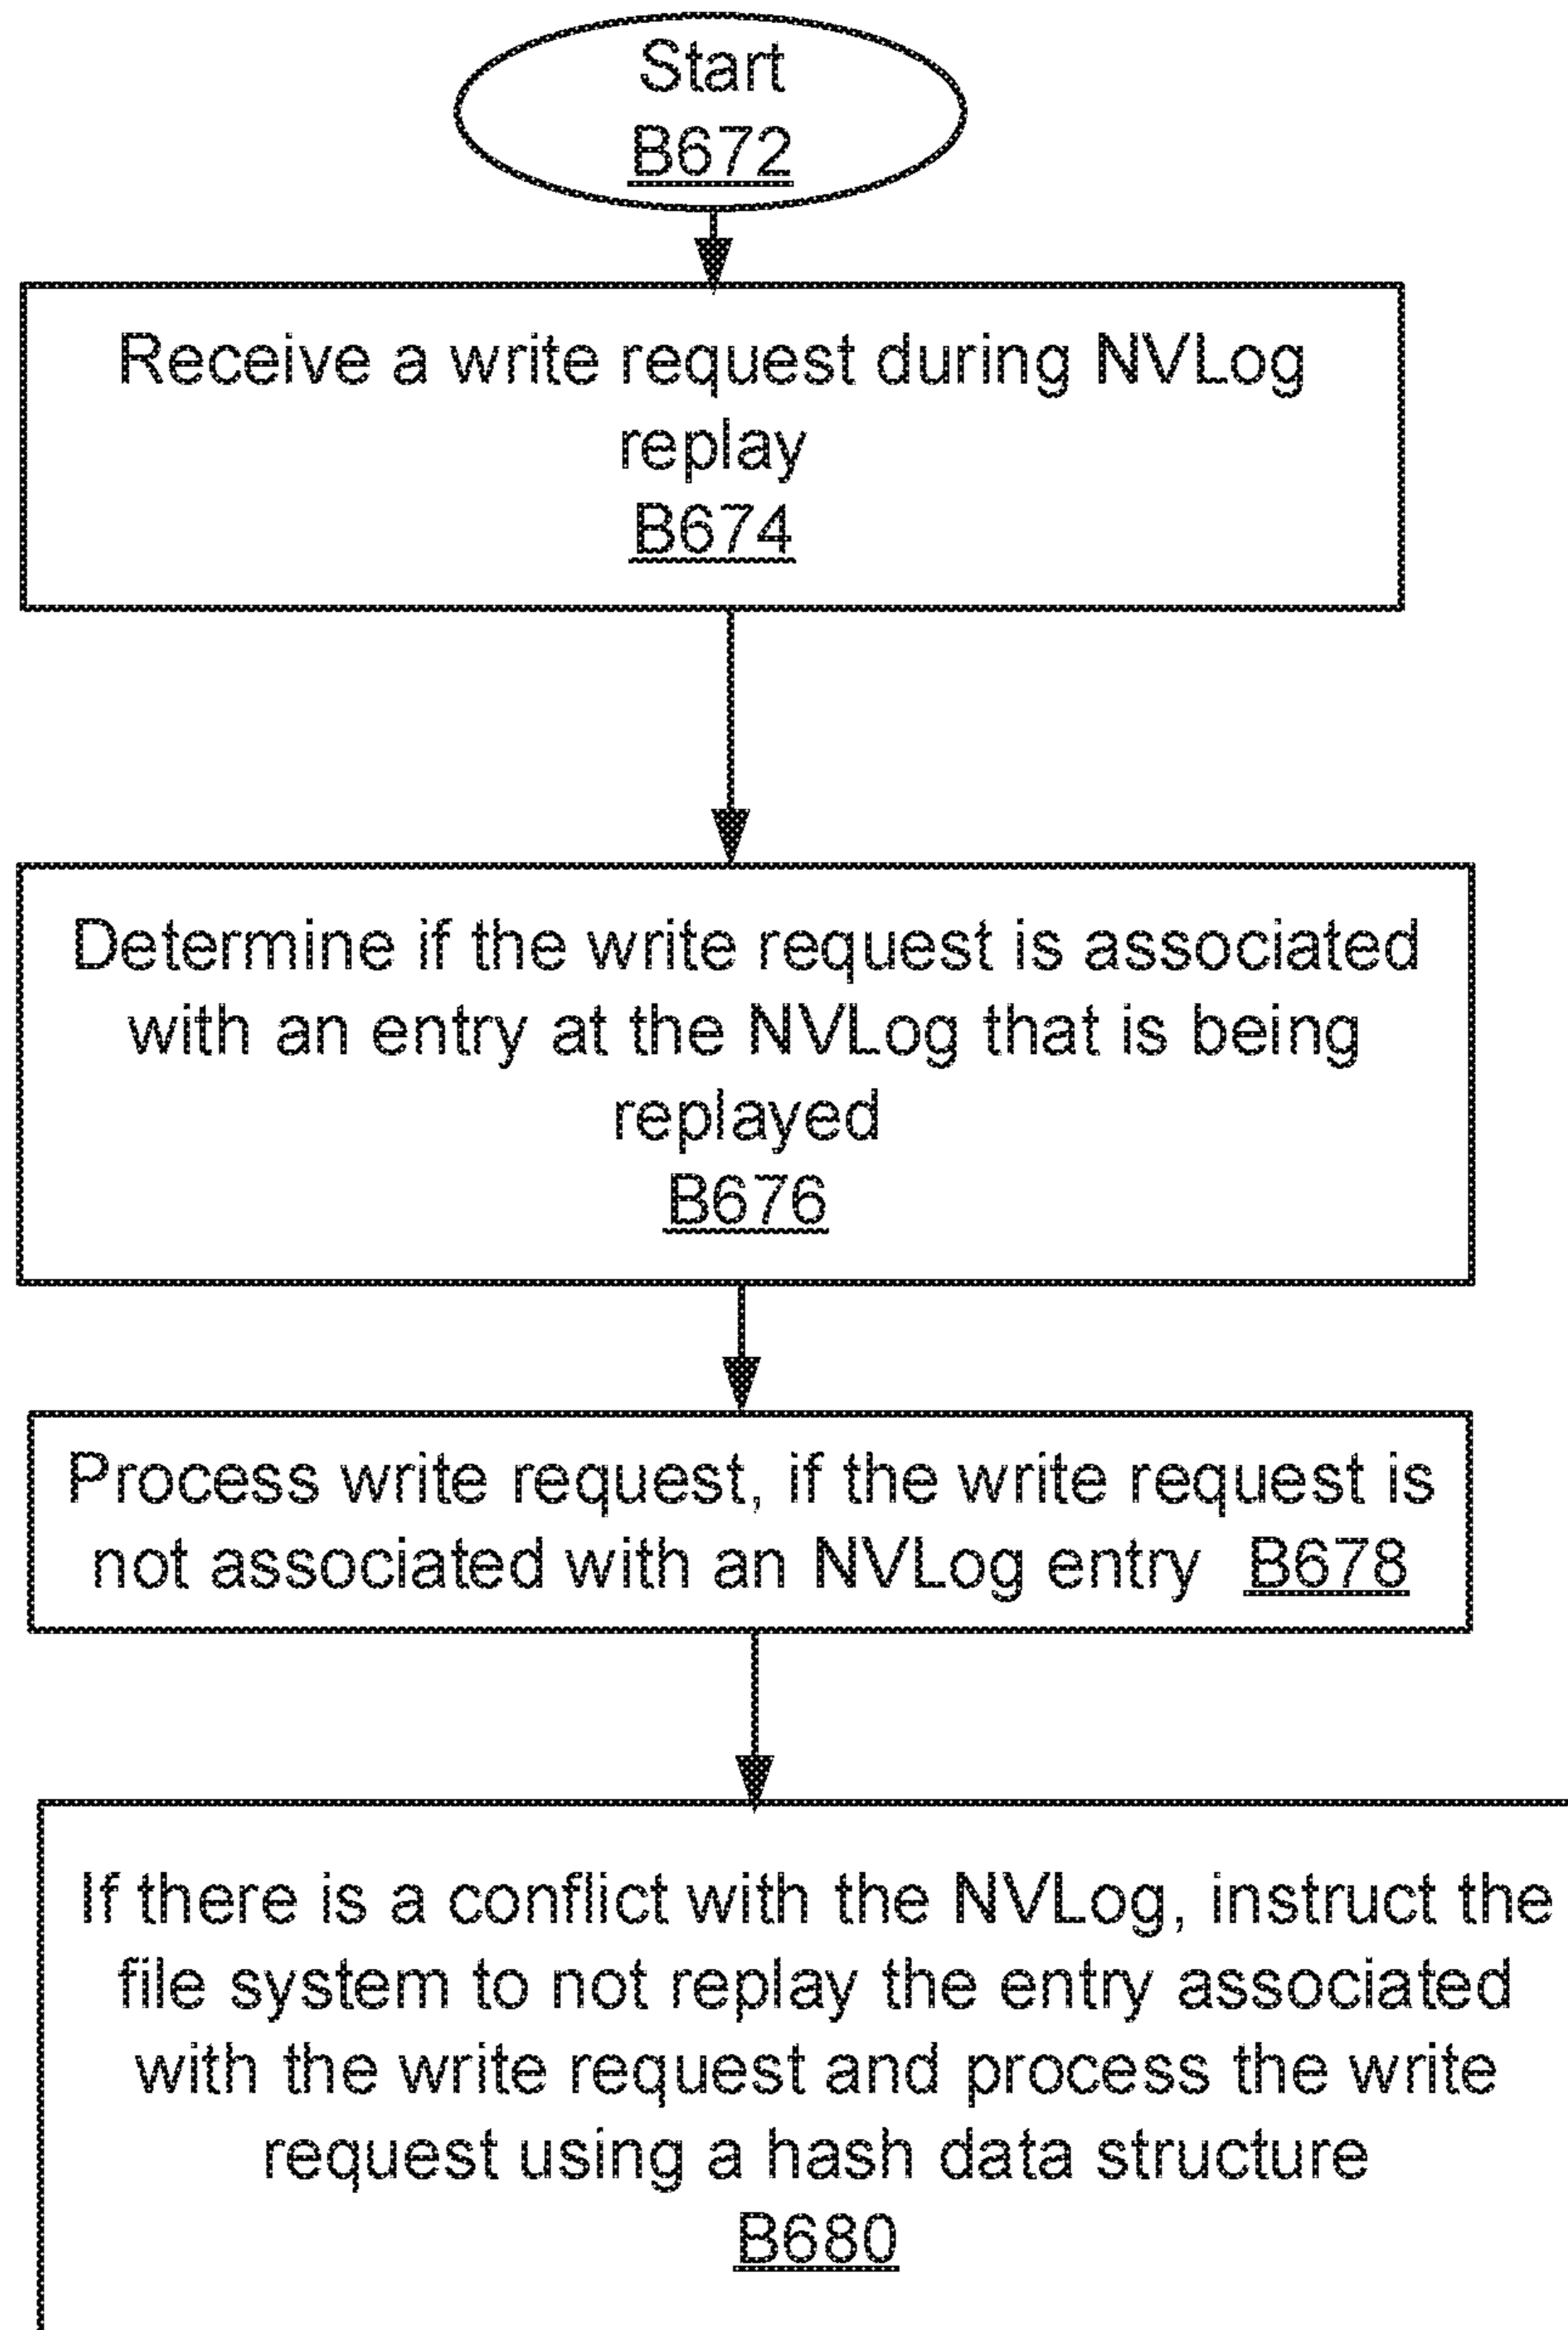 Start
B672
Receive a write request during NVLog
replay
B674
Determine if the write request is associated
with an entry at the NVLog that is being
replayed
B676
Process write request, if the write request is
not associated with an NVLog entry B678
If there is a conflict with the NVLog, instruct the
file system to not replay the entry associated
with the write request and process the write
request using a hash data structure
B680